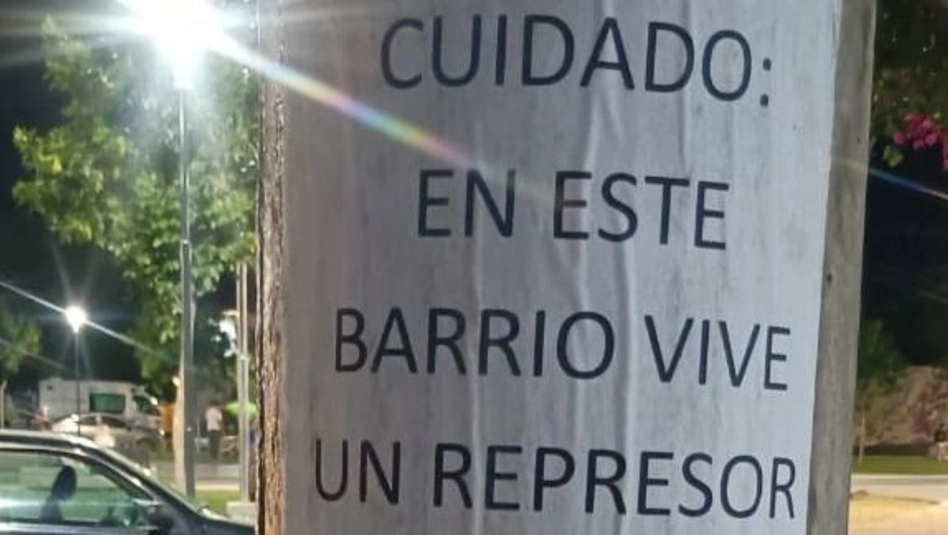 CUIDADO:
EN ESTE
BARRIO VIVE
UN REPRESOR